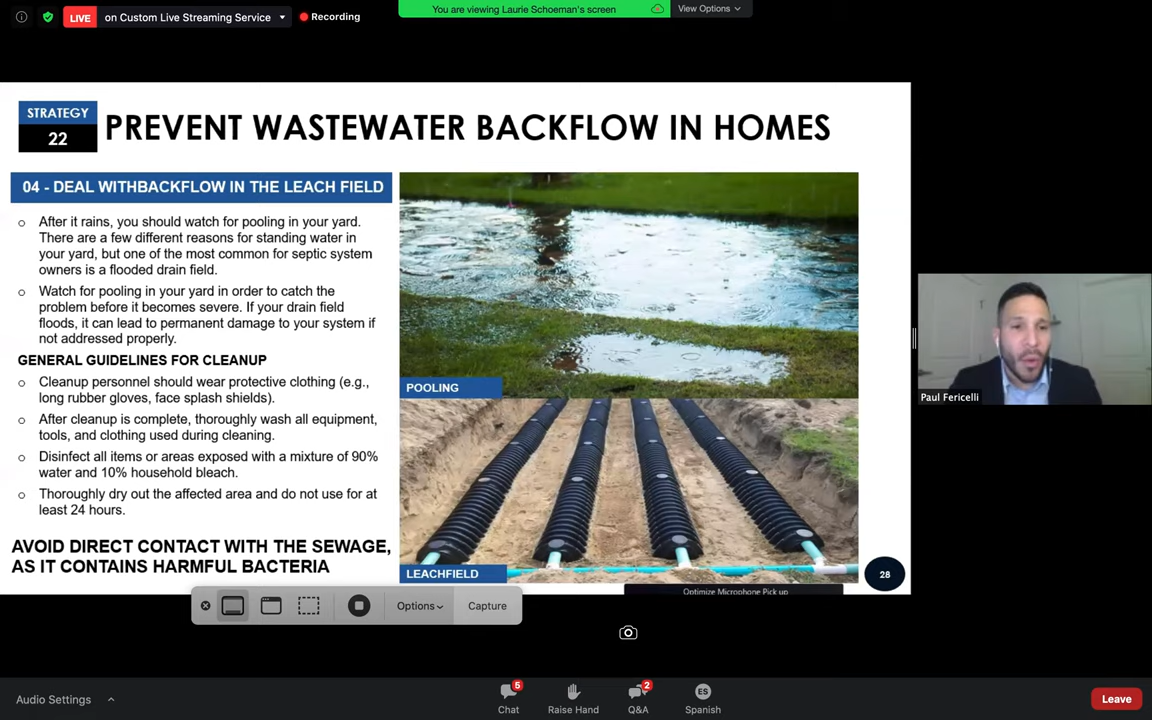 LIVE on Custom Live Streaming Service
Recording
You are viewing Laurie Schoeman's screen
View Options
STRATEGY
22
PREVENT WASTEWATER BACKFLOW IN HOMES
04 - DEAL WITHBACKFLOW IN THE LEACH FIELD
After it rains, you should watch for pooling in your yard.
There are a few different reasons for standing water in
your yard, but one of the most common for septic system
owners is a flooded drain field.
Watch for pooling in your yard in order to catch the
problem before it becomes severe. If your drain field
floods, it can lead to permanent damage to your system if
not addressed properly.
GENERAL GUIDELINES FOR CLEANUP
Cleanup personnel should wear protective clothing (e.g.,
long rubber gloves, face splash shields).
After cleanup is complete, thoroughly wash all equipment,
tools, and clothing used during cleaning.
Disinfect all items or areas exposed with a mixture of 90%
water and 10% household bleach.
Thoroughly dry out the affected area and do not use for at
least 24 hours.
AVOID DIRECT CONTACT WITH THE SEWAGE,
AS IT CONTAINS HARMFUL BACTERIA
POOLING
LEACHFIELD
28
Paul Fericelli
Optimize Microphone Pick up
Options
Capture
Audio Settings
5
Chat
Raise Hand
2
Q&A
ES
Spanish
Leave